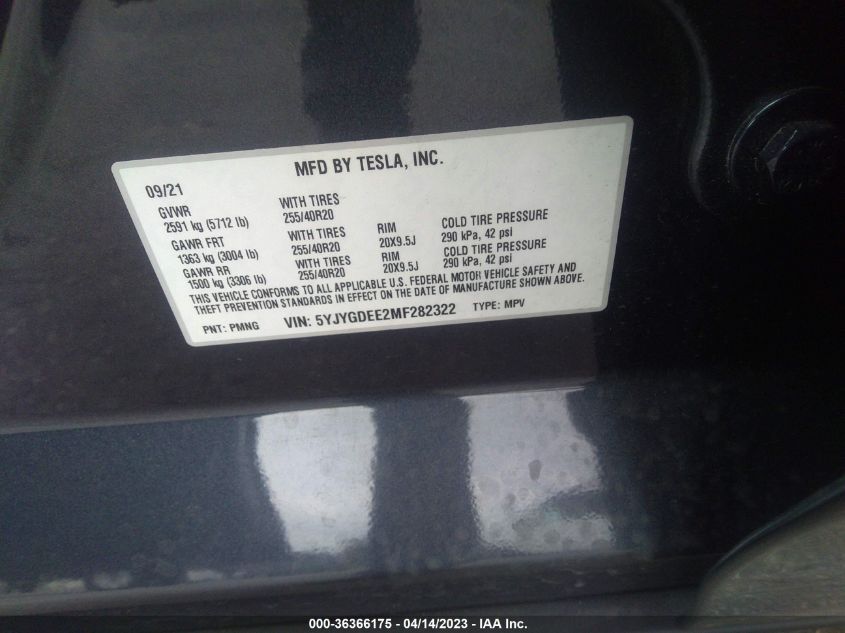 MFD BY TESLA, INC.
09/21
GVWR WITH TIRES
2591 kg (5712 lb) 255/40R20
GAWR FRT WITH TIRES RIM COLD TIRE PRESSURE
1363 kg (3004 lb) 255/40R20 20X9.5J 290 kPa, 42 psi
GAWR RR WITH TIRES RIM COLD TIRE PRESSURE
1500 kg (3306 lb) 255/40R20 20X9.5J 290 kPa, 42 psi
THIS VEHICLE CONFORMS TO ALL APPLICABLE U.S. FEDERAL MOTOR VEHICLE SAFETY AND
THEFT PREVENTION STANDARDS IN EFFECT ON THE DATE OF MANUFACTURE SHOWN ABOVE.
PNT: PMNG VIN: 5YJYGDEE2MF282322 TYPE: MPV
000-36366175 - 04/14/2023 - IAA Inc.